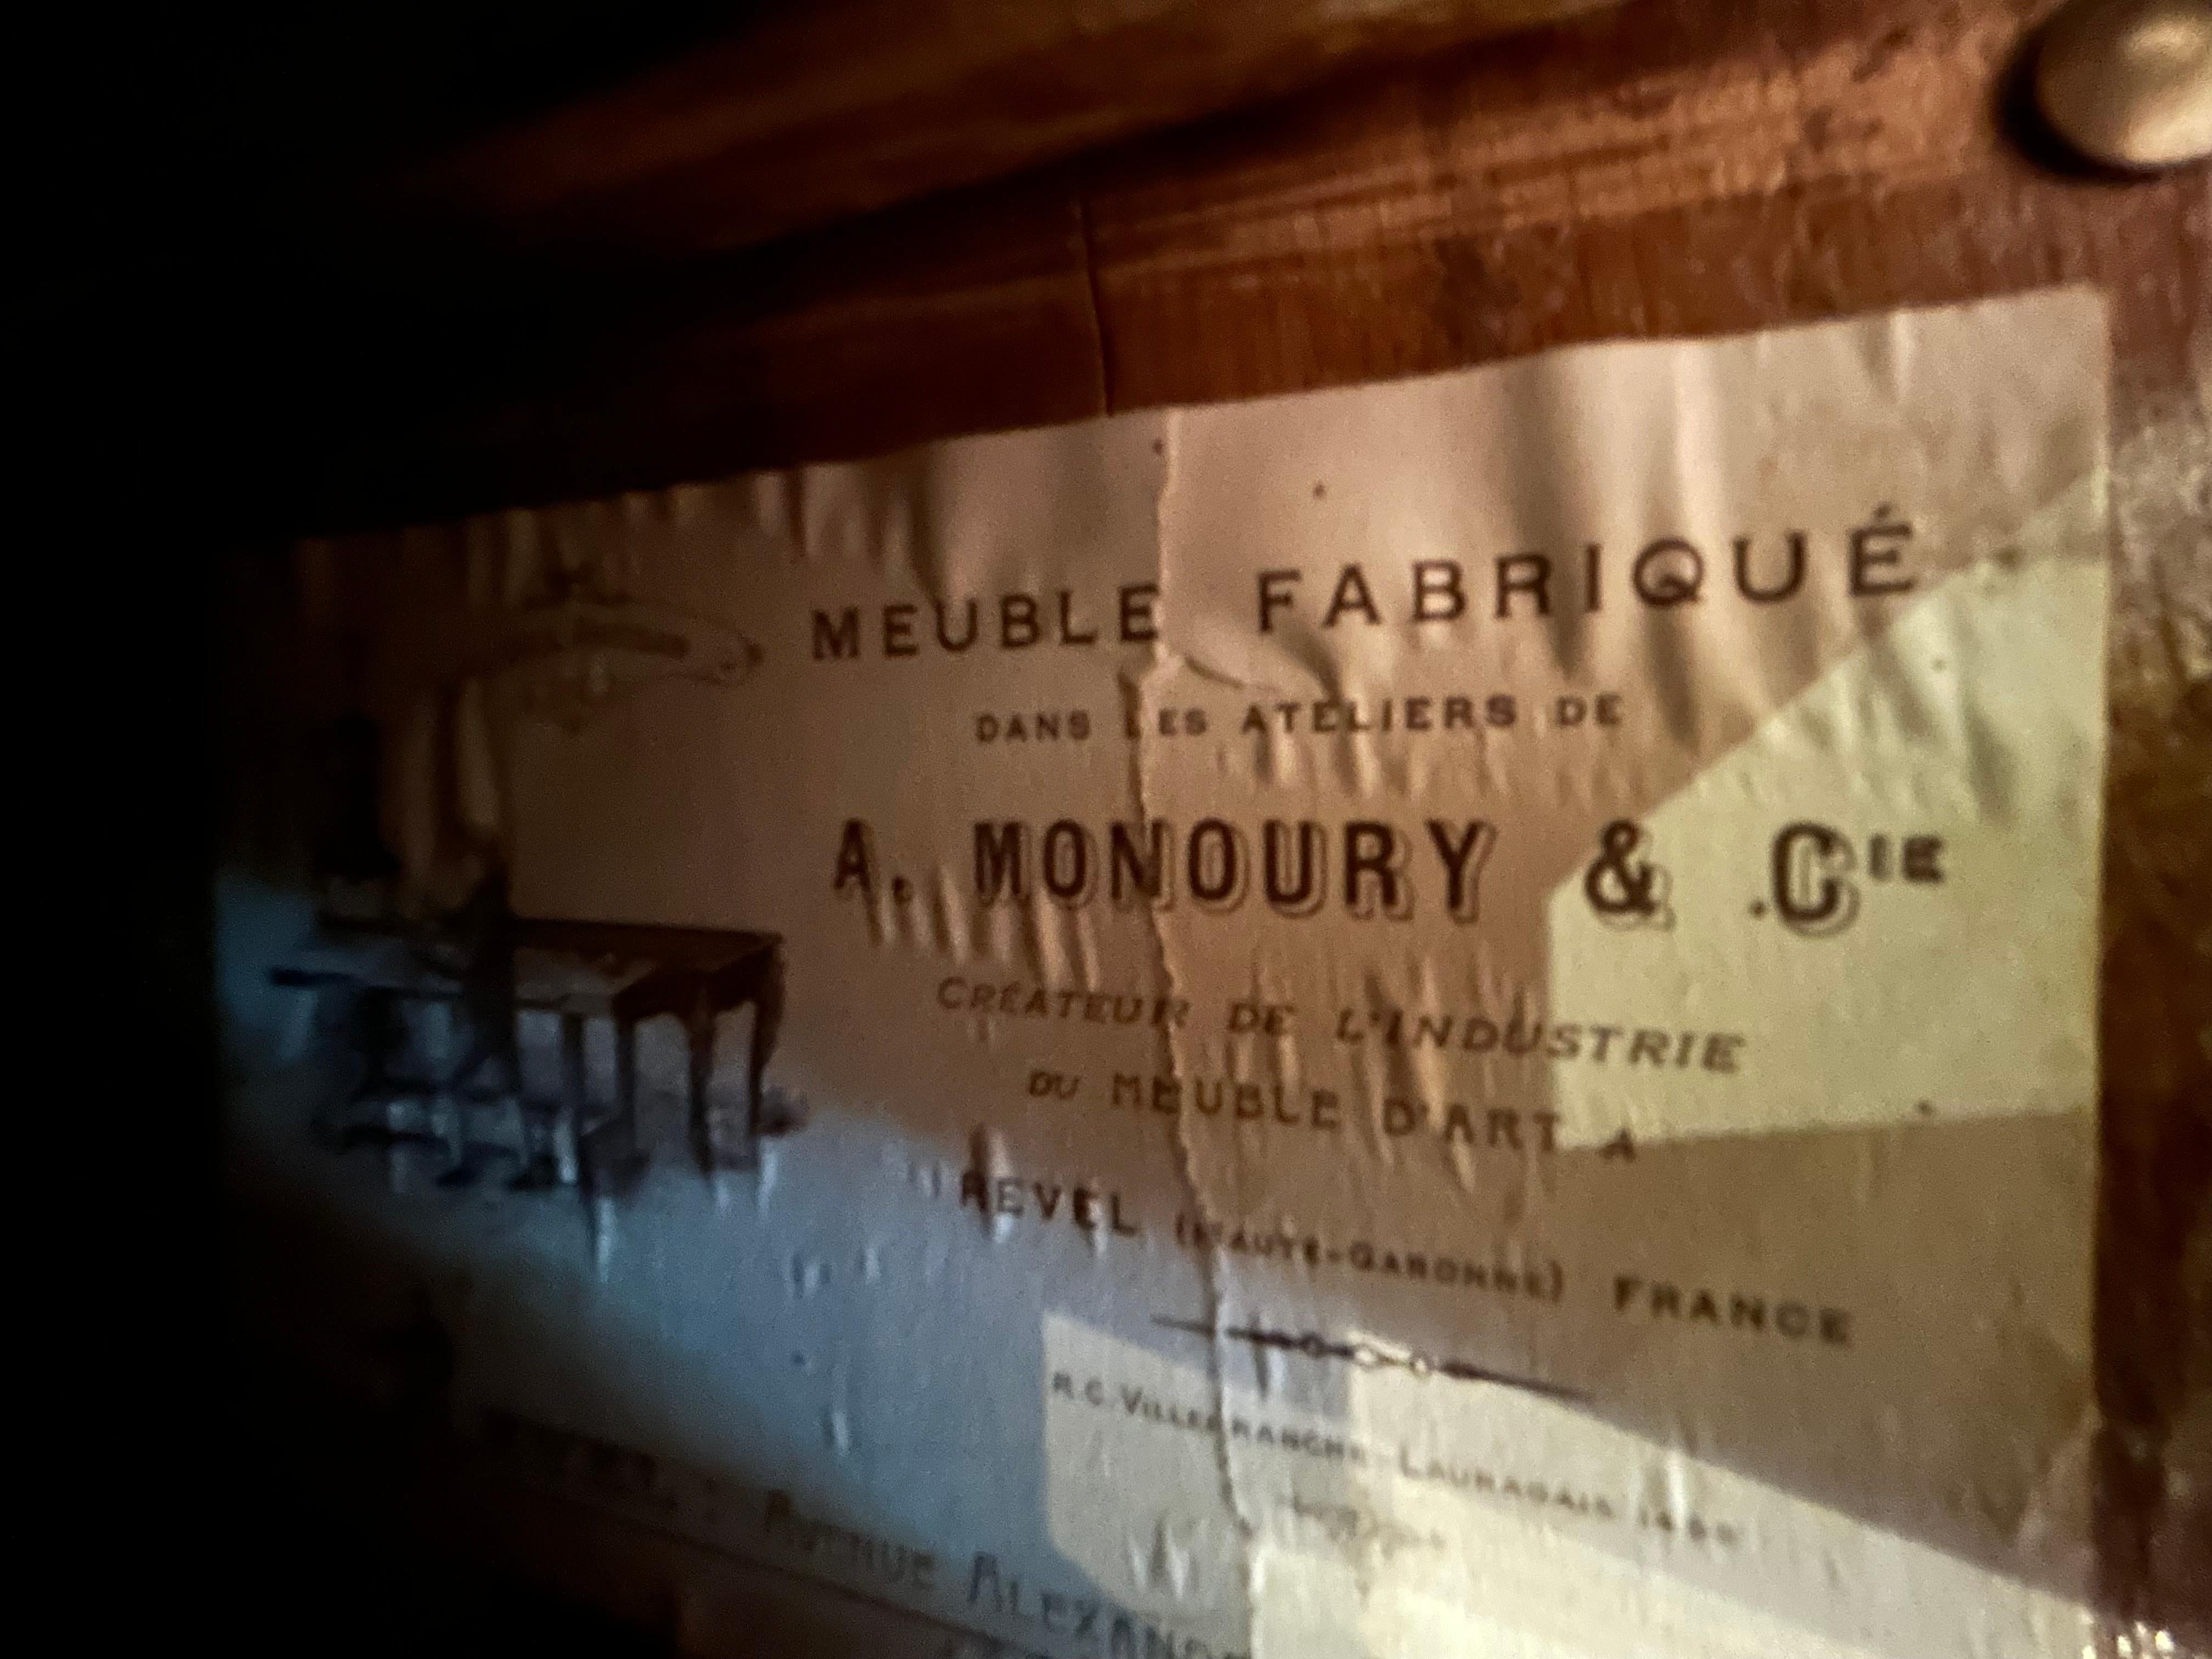 MEUBLE FABRIQUÉ
DANS LES ATELIERS DE
A. MONOURY & CIE
CRÉATEUR DE L'INDUSTRIE
DU MEUBLE D'ART A
REVEL (HAUTE-GARONNE) FRANCE
R.C. VILLEFRANCHE-LAURAGAIS
AVENUE